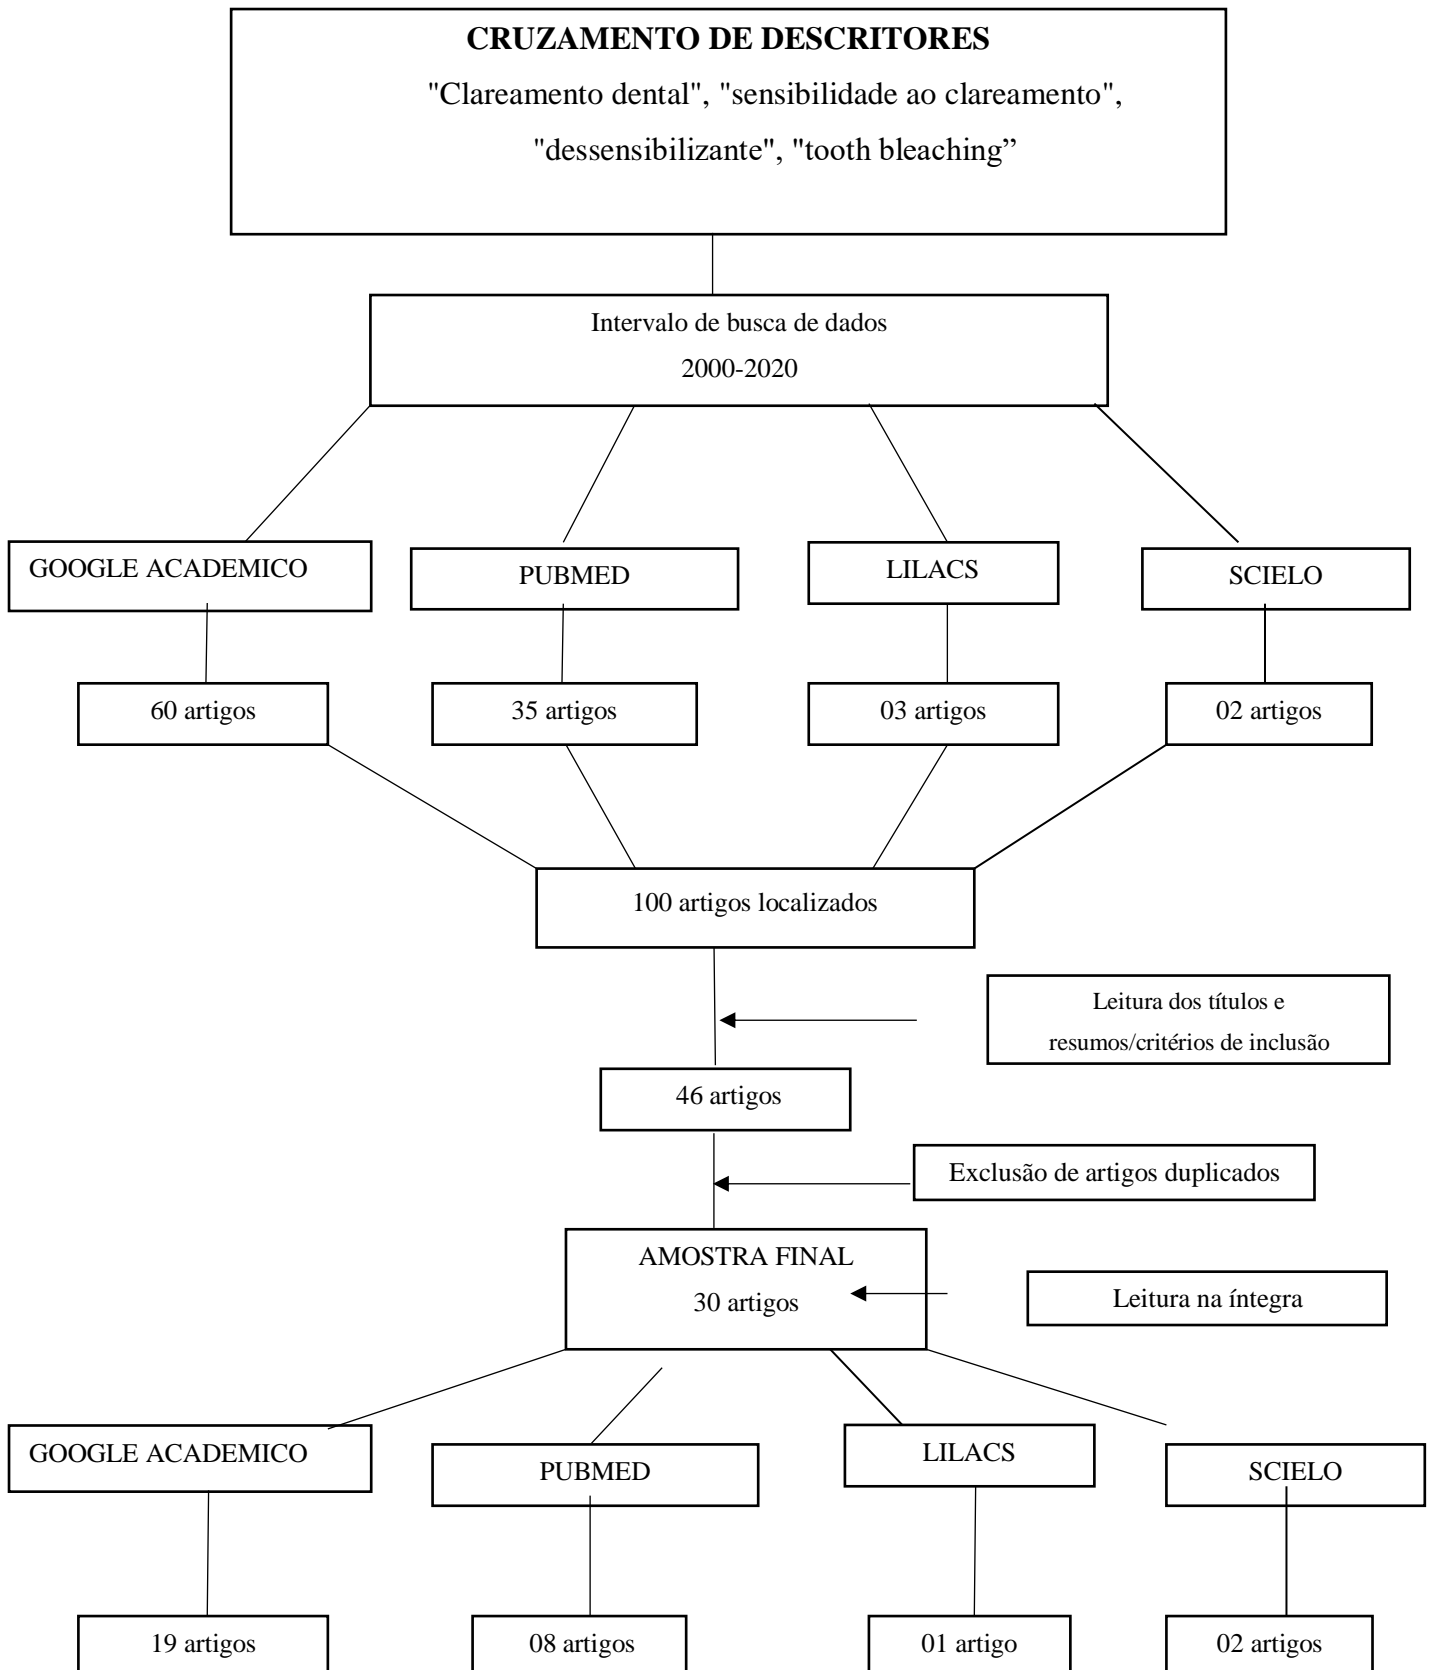 CRUZAMENTO DE DESCRITORES
"Clareamento dental", "sensibilidade ao clareamento",
"dessensibilizante", "tooth bleaching”
Intervalo de busca de dados
2000-2020
GOOGLE ACADEMICO
PUBMED
LILACS
SCIELO
60 artigos
35 artigos
03 artigos
02 artigos
100 artigos localizados
Leitura dos títulos e
resumos/critérios de inclusão
46 artigos
Exclusão de artigos duplicados
AMOSTRA FINAL
30 artigos
Leitura na íntegra
GOOGLE ACADEMICO
PUBMED
LILACS
SCIELO
19 artigos
08 artigos
01 artigo
02 artigos